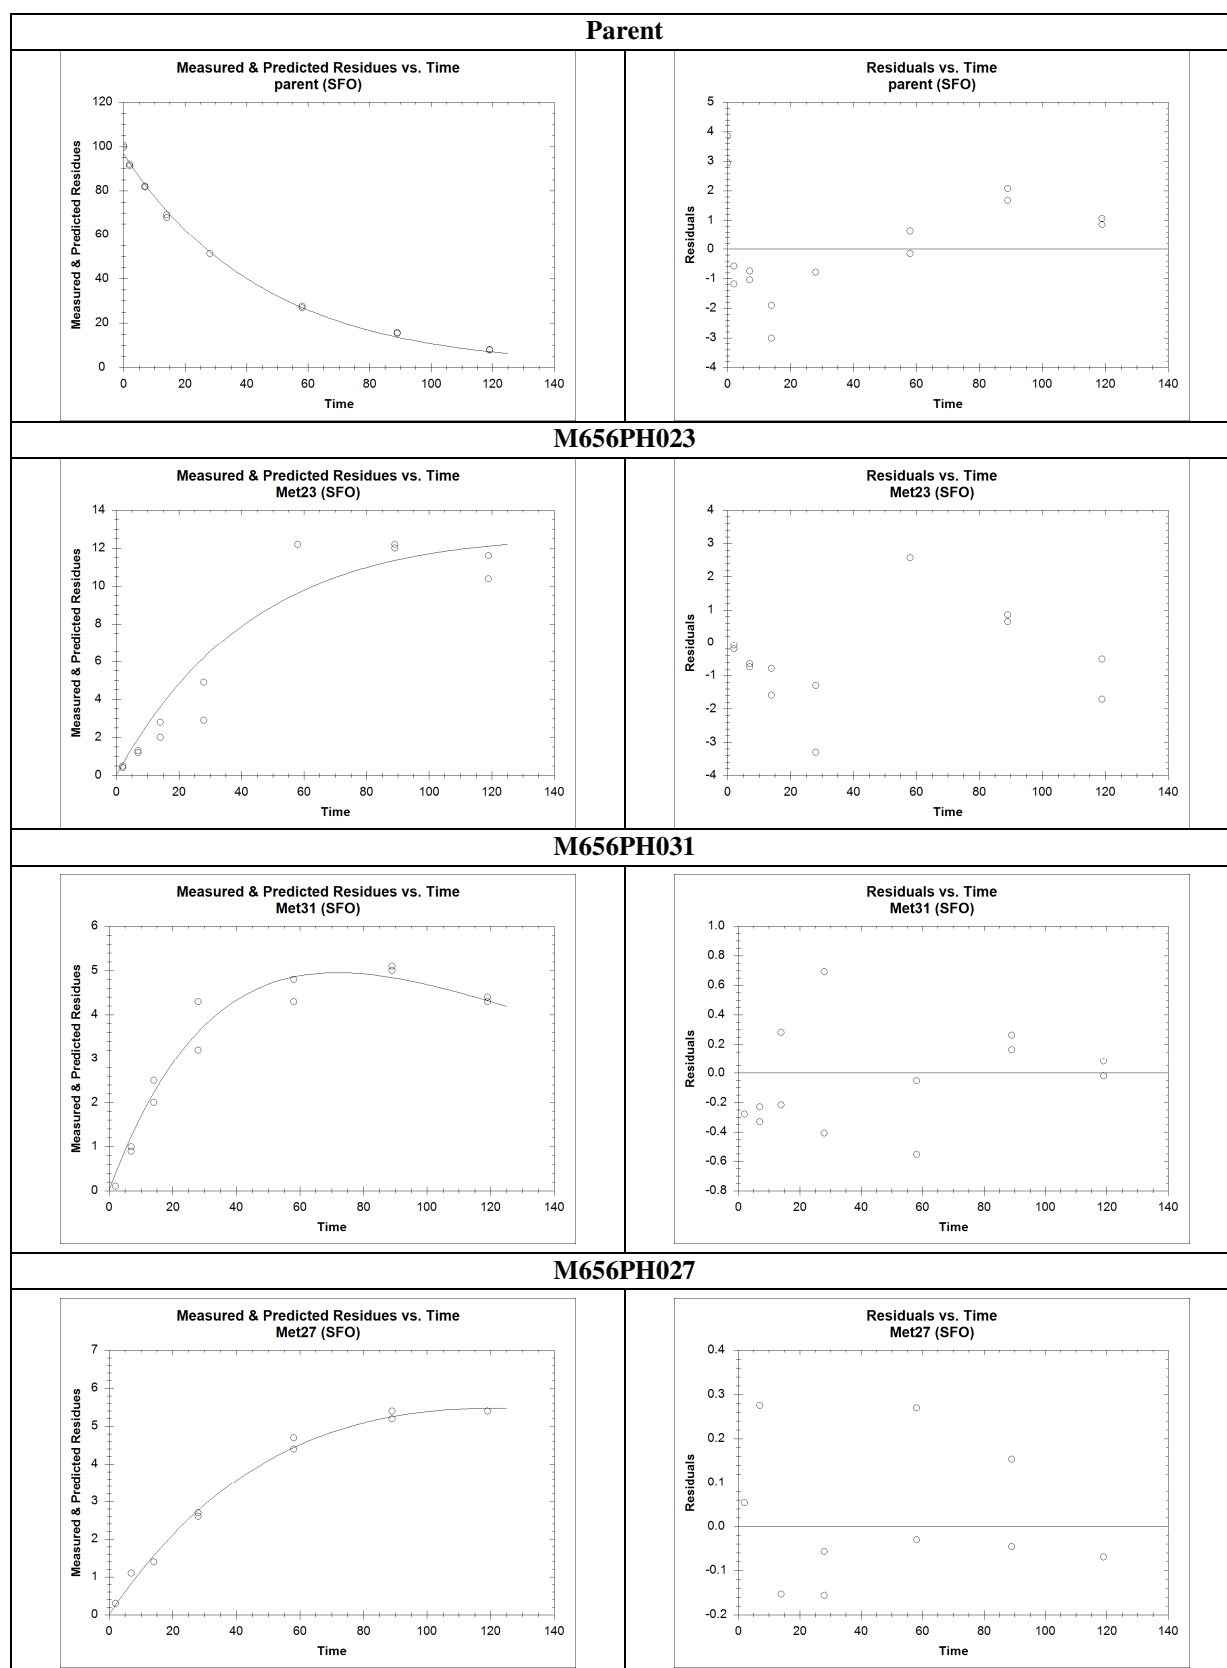 Parent
Measured & Predicted Residues vs. Time
parent (SFO)
Measured & Predicted Residues
120
100
80
60
40
20
0
0 20 40 60 80 100 120 140
Time
Residuals vs. Time
parent (SFO)
Residuals
5
4
3
2
1
0
-1
-2
-3
-4
0 20 40 60 80 100 120 140
Time
M656PH023
Measured & Predicted Residues vs. Time
Met23 (SFO)
Measured & Predicted Residues
14
12
10
8
6
4
2
0
0 20 40 60 80 100 120 140
Time
Residuals vs. Time
Met23 (SFO)
Residuals
4
3
2
1
0
-1
-2
-3
-4
0 20 40 60 80 100 120 140
Time
M656PH031
Measured & Predicted Residues vs. Time
Met31 (SFO)
Measured & Predicted Residues
6
5
4
3
2
1
0
0 20 40 60 80 100 120 140
Time
Residuals vs. Time
Met31 (SFO)
Residuals
1.0
0.8
0.6
0.4
0.2
0.0
-0.2
-0.4
-0.6
-0.8
0 20 40 60 80 100 120 140
Time
M656PH027
Measured & Predicted Residues vs. Time
Met27 (SFO)
Measured & Predicted Residues
7
6
5
4
3
2
1
0
0 20 40 60 80 100 120 140
Time
Residuals vs. Time
Met27 (SFO)
Residuals
0.4
0.3
0.2
0.1
0.0
-0.1
-0.2
0 20 40 60 80 100 120 140
Time